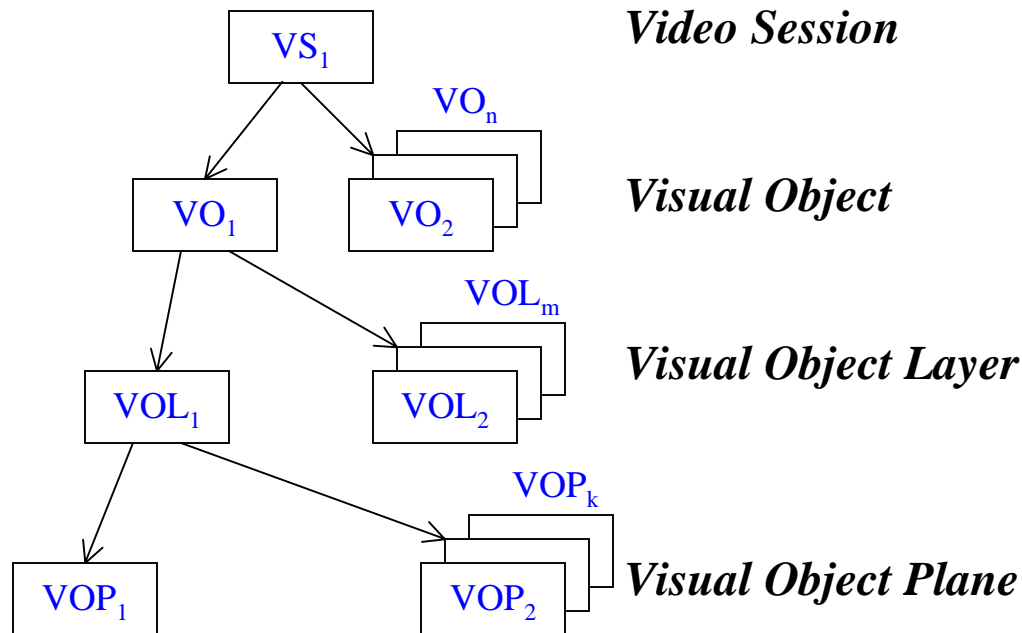 VS₁ Video Session
VOₙ
VO₁ VO₂ Visual Object
VOLₘ
VOL₁ VOL₂ Visual Object Layer
VOPₖ
VOP₁ VOP₂ Visual Object Plane